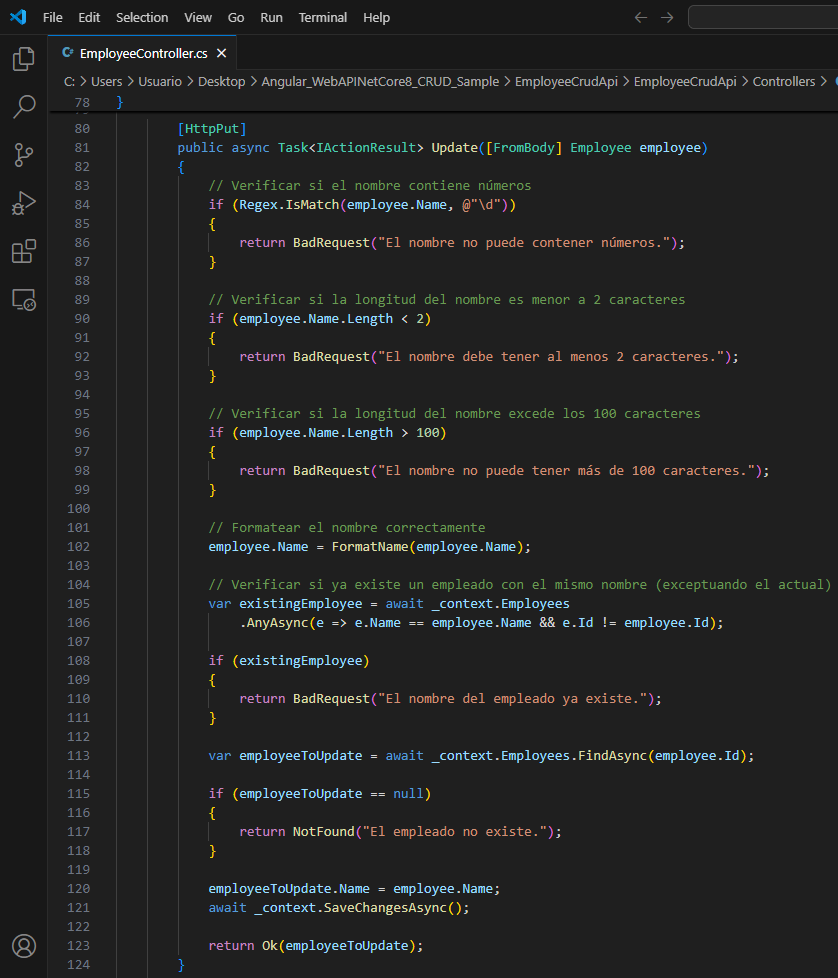 File Edit Selection View Go Run Terminal Help
EmployeeController.cs
C: > Users > Usuario > Desktop > Angular_WebAPINetCore8_CRUD_Sample > EmployeeCrudApi > EmployeeCrudApi > Controllers >
78 }
80 [HttpPut]
81 public async Task<IActionResult> Update([FromBody] Employee employee)
82 {
83 // Verificar si el nombre contiene números
84 if (Regex.IsMatch(employee.Name, @"\d"))
85 {
86 return BadRequest("El nombre no puede contener números.");
87 }
88
89 // Verificar si la longitud del nombre es menor a 2 caracteres
90 if (employee.Name.Length < 2)
91 {
92 return BadRequest("El nombre debe tener al menos 2 caracteres.");
93 }
94
95 // Verificar si la longitud del nombre excede los 100 caracteres
96 if (employee.Name.Length > 100)
97 {
98 return BadRequest("El nombre no puede tener más de 100 caracteres.");
99 }
100
101 // Formatear el nombre correctamente
102 employee.Name = FormatName(employee.Name);
103
104 // Verificar si ya existe un empleado con el mismo nombre (exceptuando el actual)
105 var existingEmployee = await _context.Employees
106 .AnyAsync(e => e.Name == employee.Name && e.Id != employee.Id);
107
108 if (existingEmployee)
109 {
110 return BadRequest("El nombre del empleado ya existe.");
111 }
112
113 var employeeToUpdate = await _context.Employees.FindAsync(employee.Id);
114
115 if (employeeToUpdate == null)
116 {
117 return NotFound("El empleado no existe.");
118 }
119
120 employeeToUpdate.Name = employee.Name;
121 await _context.SaveChangesAsync();
122
123 return Ok(employeeToUpdate);
124 }